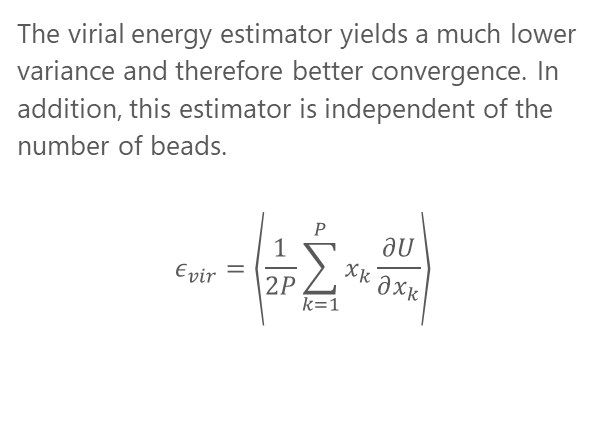 The virial energy estimator yields a much lower
variance and therefore better convergence. In
addition, this estimator is independent of the
number of beads.
ϵ_vir = ⟨ 1/(2P) ∑_{k=1}^{P} x_k ∂U/∂x_k ⟩